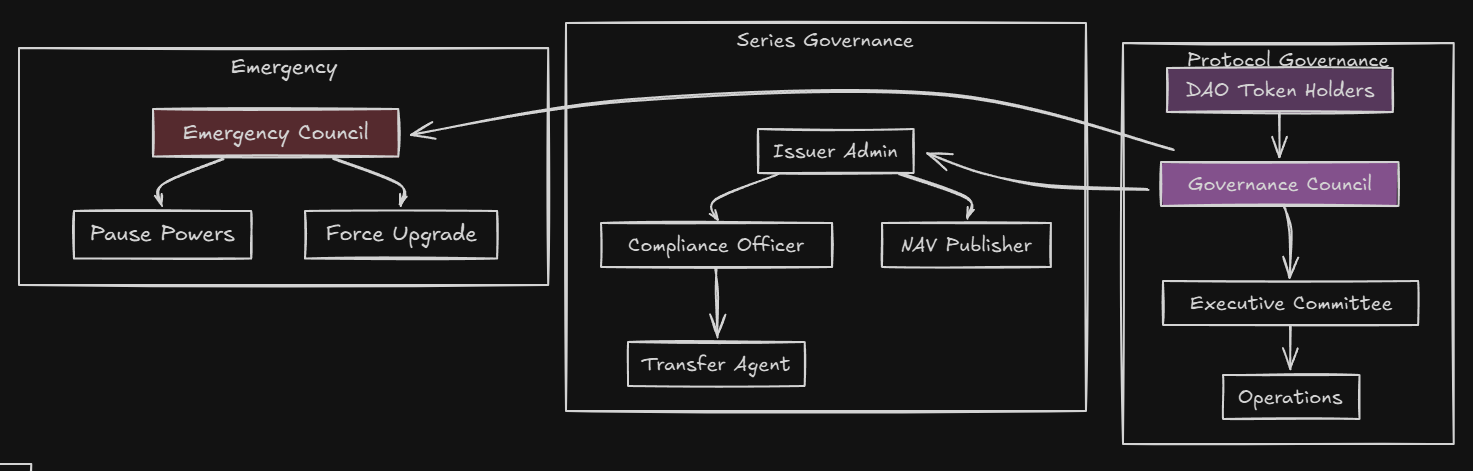 Emergency
Emergency Council
Pause Powers
Force Upgrade
Series Governance
Issuer Admin
Compliance Officer
NAV Publisher
Transfer Agent
Protocol Governance
DAO Token Holders
Governance Council
Executive Committee
Operations